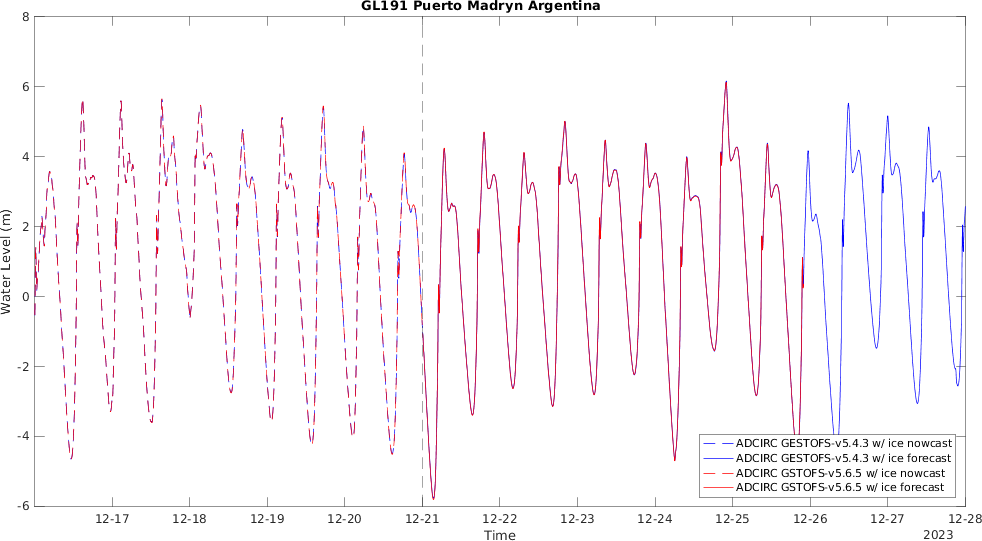 GL191 Puerto Madryn Argentina
8
6
4
2
0
-2
-4
-6
Water Level (m)
ADCIRC GESTOFS-v5.4.3 w/ ice nowcast
ADCIRC GESTOFS-v5.4.3 w/ ice forecast
ADCIRC GSTOFS-v5.6.5 w/ ice nowcast
ADCIRC GSTOFS-v5.6.5 w/ ice forecast
12-17 12-18 12-19 12-20 12-21 12-22 12-23 12-24 12-25 12-26 12-27 12-28
Time
2023